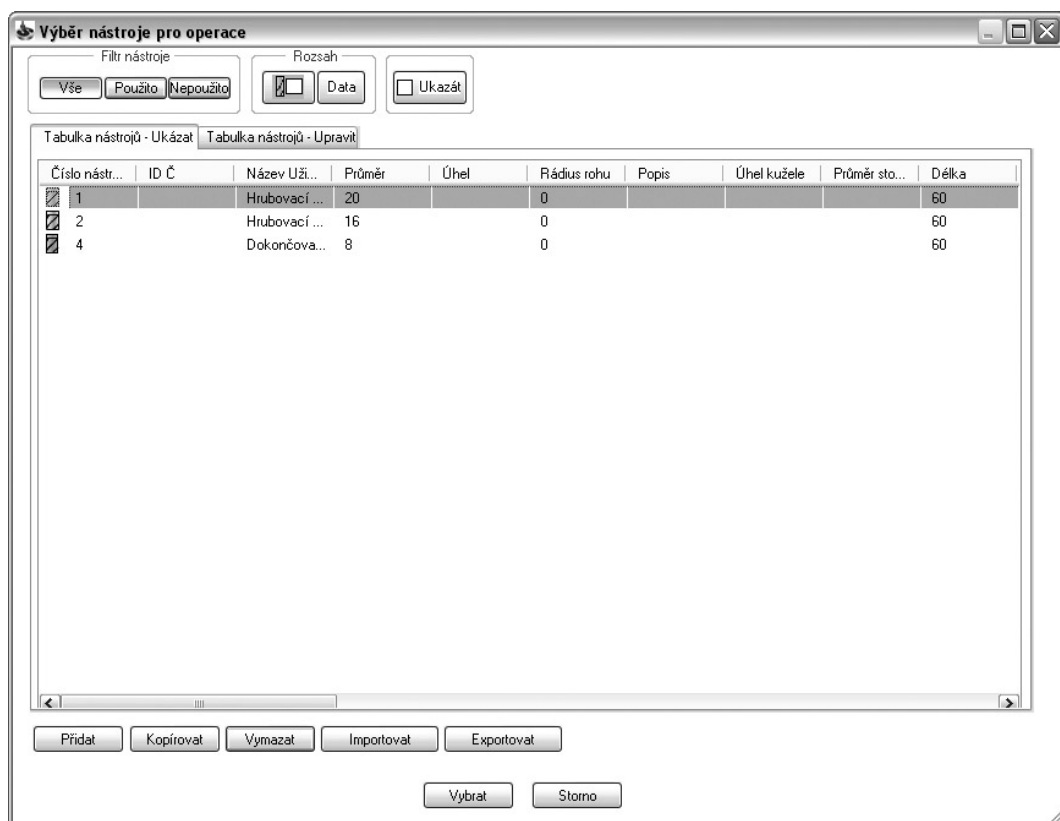 Výběr nástroje pro operace
Filtr nástroje
Rozsah
Vše Použito Nepoužito
Data
Ukazát
Tabulka nástrojů - Ukázat Tabulka nástrojů - Upravit
Číslo nástr... ID Č Název Uži... Průměr Úhel Rádius rohu Popis Úhel kužele Průměr sto... Délka
1 Hrubovací ... 20 0 60
2 Hrubovací ... 16 0 60
4 Dokončova... 8 0 60
Přidat Kopírovat Vymazat Importovat Exportovat
Vybrat Storno